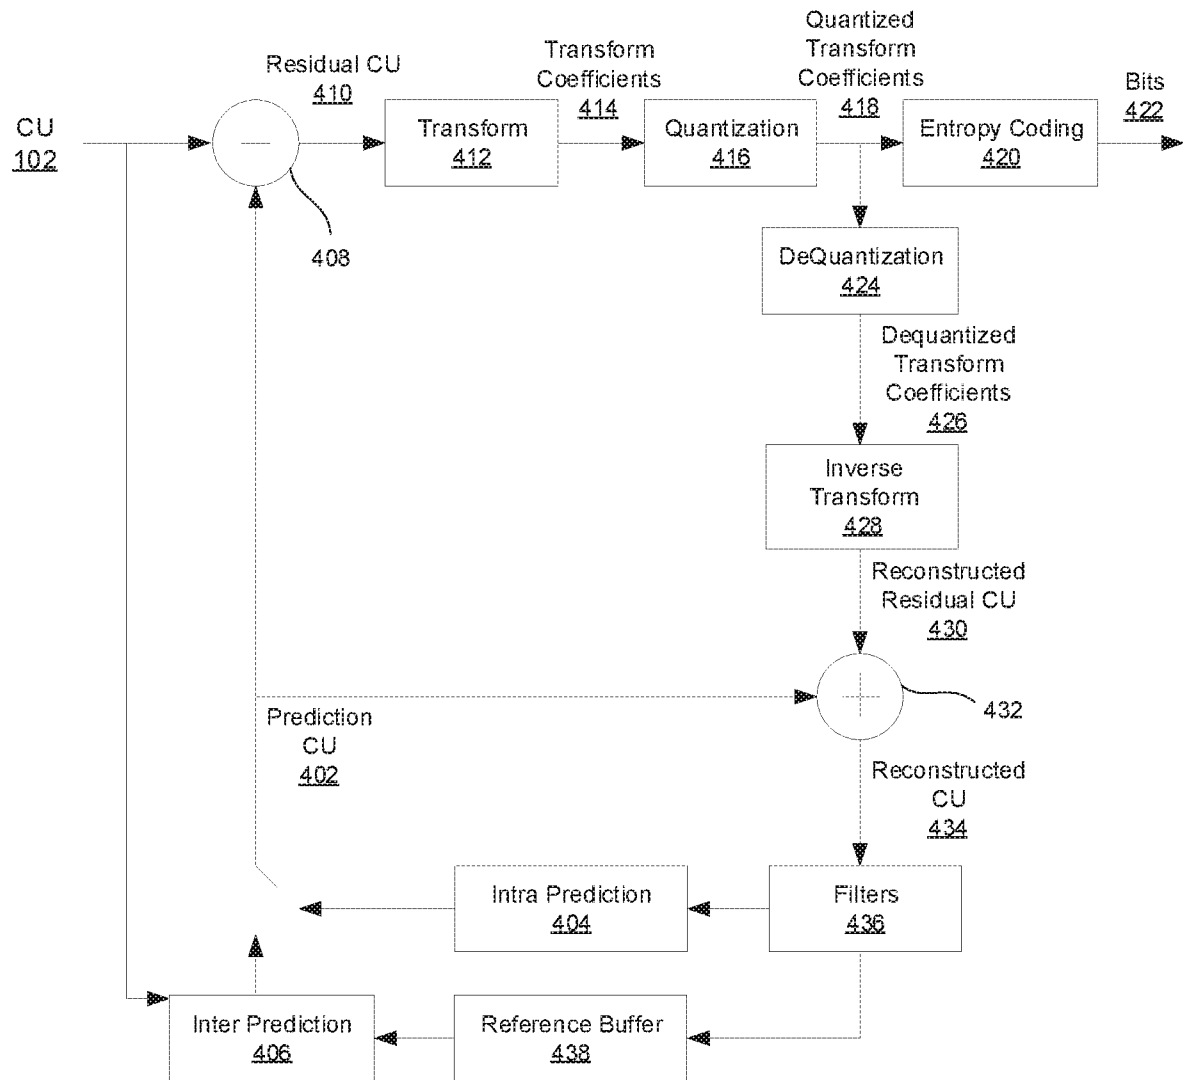 CU
102
Residual CU
410
408
Transform
412
Transform
Coefficients
414
Quantization
416
Quantized
Transform
Coefficients
418
Entropy Coding
420
Bits
422
DeQuantization
424
Dequantized
Transform
Coefficients
426
Inverse
Transform
428
Reconstructed
Residual CU
430
432
Prediction
CU
402
Reconstructed
CU
434
Intra Prediction
404
Filters
436
Inter Prediction
406
Reference Buffer
438